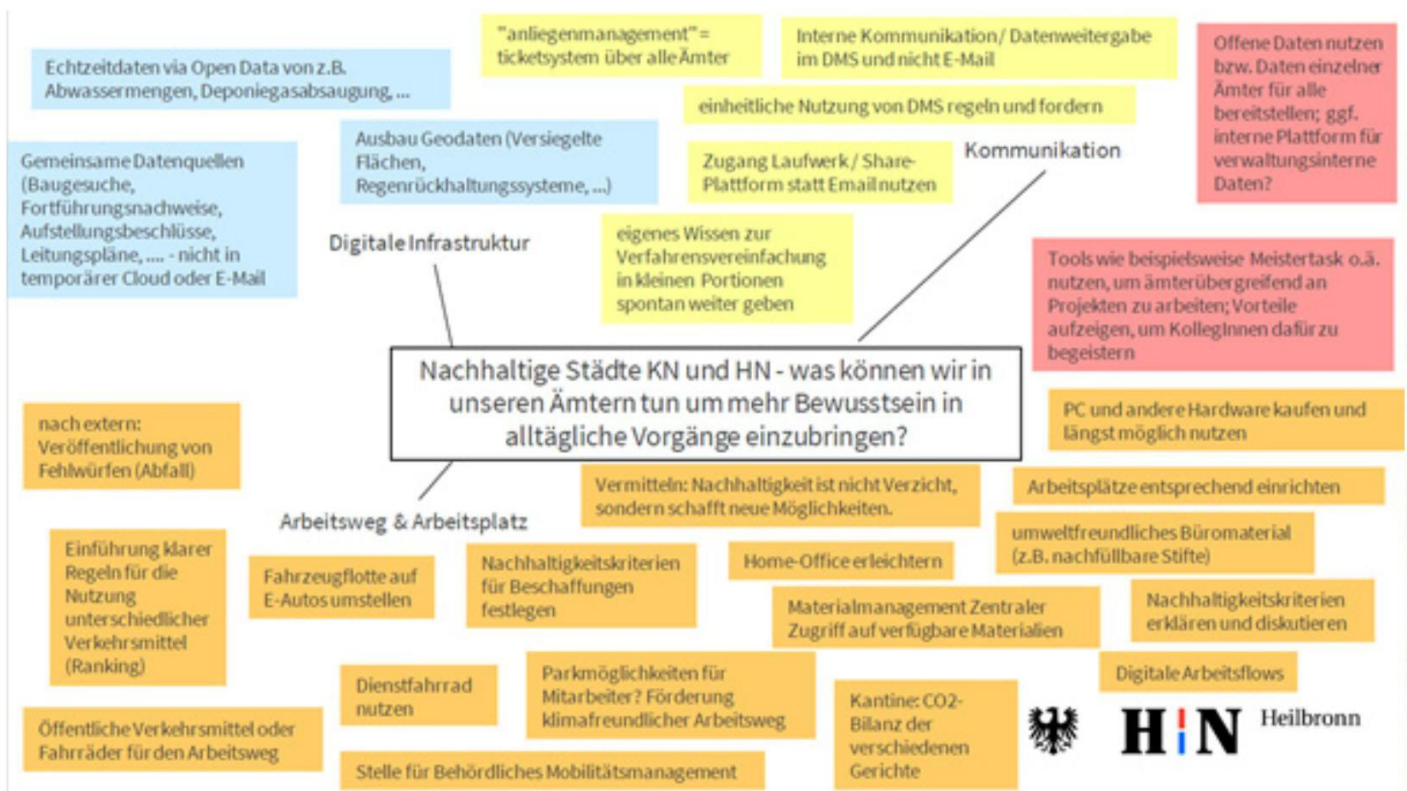 "anliegenmanagement" =
ticketsystem über alle Ämter
Interne Kommunikation / Datenweitergabe
im DMS und nicht E-Mail
Offene Daten nutzen
bzw. Daten einzelner
Ämter für alle
bereitstellen; ggf.
interne Plattform für
verwaltungsinterne
Daten?
Echtzeitdaten via Open Data von z.B.
Abwassermengen, Deponiegasabsaugung, ...
einheitliche Nutzung von DMS regeln und fordern
Ausbau Geodaten (Versiegelte
Flächen,
Regenrückhaltungssysteme, ...)
Zugang Laufwerk / Share-
Plattform statt Email nutzen
Kommunikation
Gemeinsame Datenquellen
(Baugesuche,
Fortführungsnachweise,
Aufstellungsbeschlüsse,
Leitungspläne, .... - nicht in
temporärer Cloud oder E-Mail
Digitale Infrastruktur
eigenes Wissen zur
Verfahrensvereinfachung
in kleinen Portionen
spontan weiter geben
Tools wie beispielsweise Meistertask o.ä.
nutzen, um ämterübergreifend an
Projekten zu arbeiten; Vorteile
aufzeigen, um KollegInnen dafür zu
begeistern
Nachhaltige Städte KN und HN - was können wir in
unseren Ämtern tun um mehr Bewusstsein in
alltägliche Vorgänge einzubringen?
nach extern:
Veröffentlichung von
Fehlwürfen (Abfall)
PC und andere Hardware kaufen und
längst möglich nutzen
Vermitteln: Nachhaltigkeit ist nicht Verzicht,
sondern schafft neue Möglichkeiten.
Arbeitsplätze entsprechend einrichten
Arbeitsweg & Arbeitsplatz
umweltfreundliches Büromaterial
(z.B. nachfüllbare Stifte)
Einführung klarer
Regeln für die
Nutzung
unterschiedlicher
Verkehrsmittel
(Ranking)
Fahrzeugflotte auf
E-Autos umstellen
Nachhaltigkeitskriterien
für Beschaffungen
festlegen
Home-Office erleichtern
Materialmanagement Zentraler
Zugriff auf verfügbare Materialien
Nachhaltigkeitskriterien
erklären und diskutieren
Dienstfahrrad
nutzen
Parkmöglichkeiten für
Mitarbeiter? Förderung
klimafreundlicher Arbeitsweg
Digitale Arbeitsflows
Öffentliche Verkehrsmittel oder
Fahrräder für den Arbeitsweg
Kantine: CO2-
Bilanz der
verschiedenen
Gerichte
Stelle für Behördliches Mobilitätsmanagement
H N Heilbronn